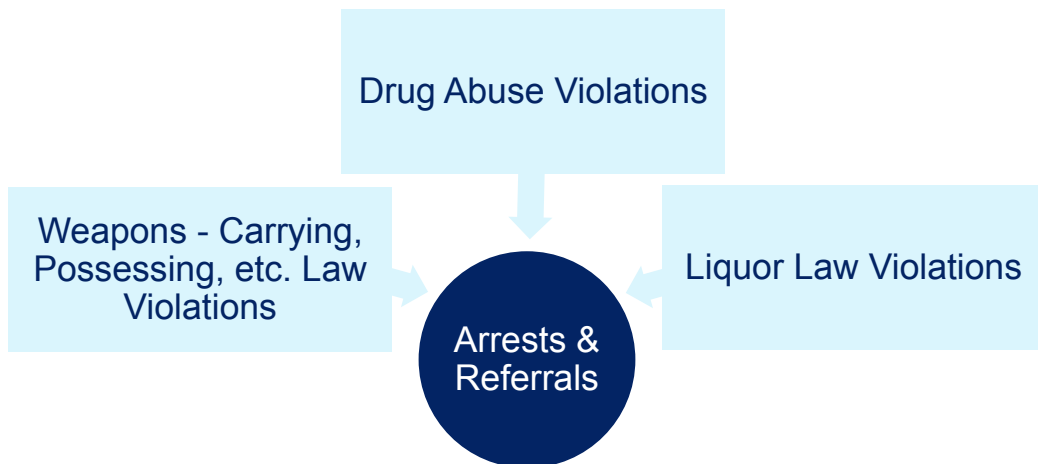 Drug Abuse Violations
Weapons - Carrying,
Possessing, etc. Law
Violations
Liquor Law Violations
Arrests &
Referrals